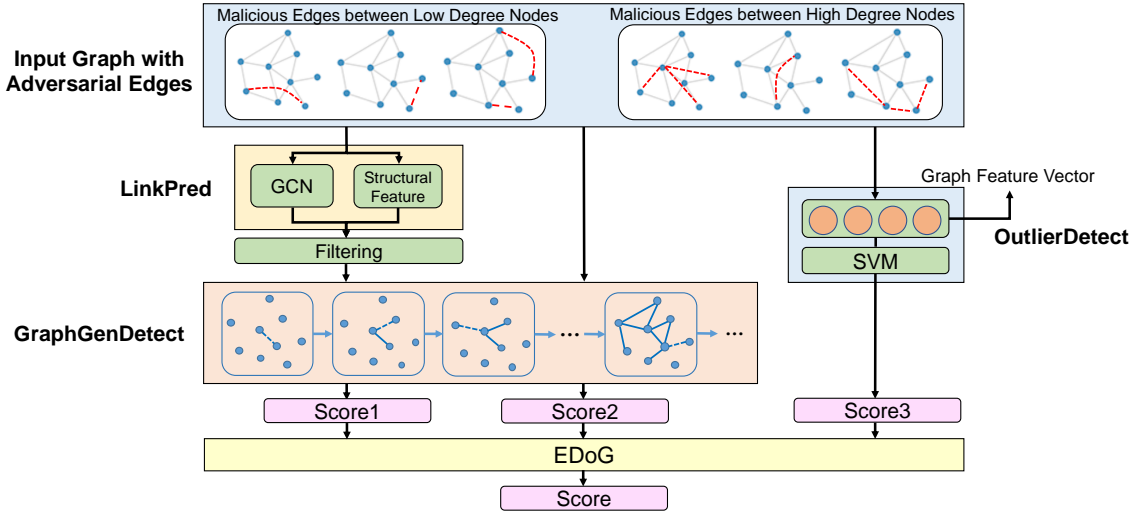 Malicious Edges between Low Degree Nodes
Malicious Edges between High Degree Nodes
Input Graph with
Adversarial Edges
LinkPred
GCN
Structural
Feature
Filtering
Graph Feature Vector
OutlierDetect
SVM
GraphGenDetect
...
...
Score1
Score2
Score3
EDoG
Score